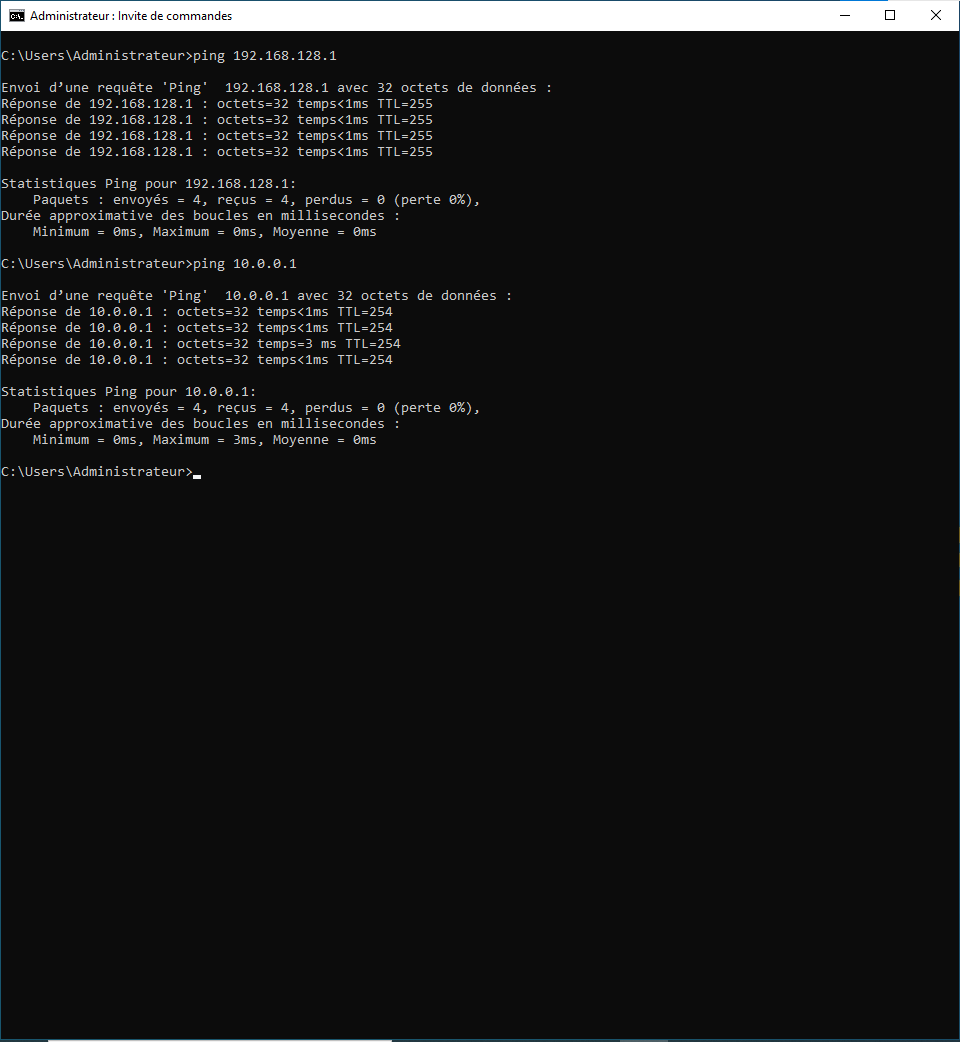 Administrateur : Invite de commandes
C:\Users\Administrateur>ping 192.168.128.1
Envoi d’une requête 'Ping'  192.168.128.1 avec 32 octets de données :
Réponse de 192.168.128.1 : octets=32 temps<1ms TTL=255
Réponse de 192.168.128.1 : octets=32 temps<1ms TTL=255
Réponse de 192.168.128.1 : octets=32 temps<1ms TTL=255
Réponse de 192.168.128.1 : octets=32 temps<1ms TTL=255
Statistiques Ping pour 192.168.128.1:
    Paquets : envoyés = 4, reçus = 4, perdus = 0 (perte 0%),
Durée approximative des boucles en millisecondes :
    Minimum = 0ms, Maximum = 0ms, Moyenne = 0ms
C:\Users\Administrateur>ping 10.0.0.1
Envoi d’une requête 'Ping'  10.0.0.1 avec 32 octets de données :
Réponse de 10.0.0.1 : octets=32 temps<1ms TTL=254
Réponse de 10.0.0.1 : octets=32 temps<1ms TTL=254
Réponse de 10.0.0.1 : octets=32 temps=3 ms TTL=254
Réponse de 10.0.0.1 : octets=32 temps<1ms TTL=254
Statistiques Ping pour 10.0.0.1:
    Paquets : envoyés = 4, reçus = 4, perdus = 0 (perte 0%),
Durée approximative des boucles en millisecondes :
    Minimum = 0ms, Maximum = 3ms, Moyenne = 0ms
C:\Users\Administrateur>